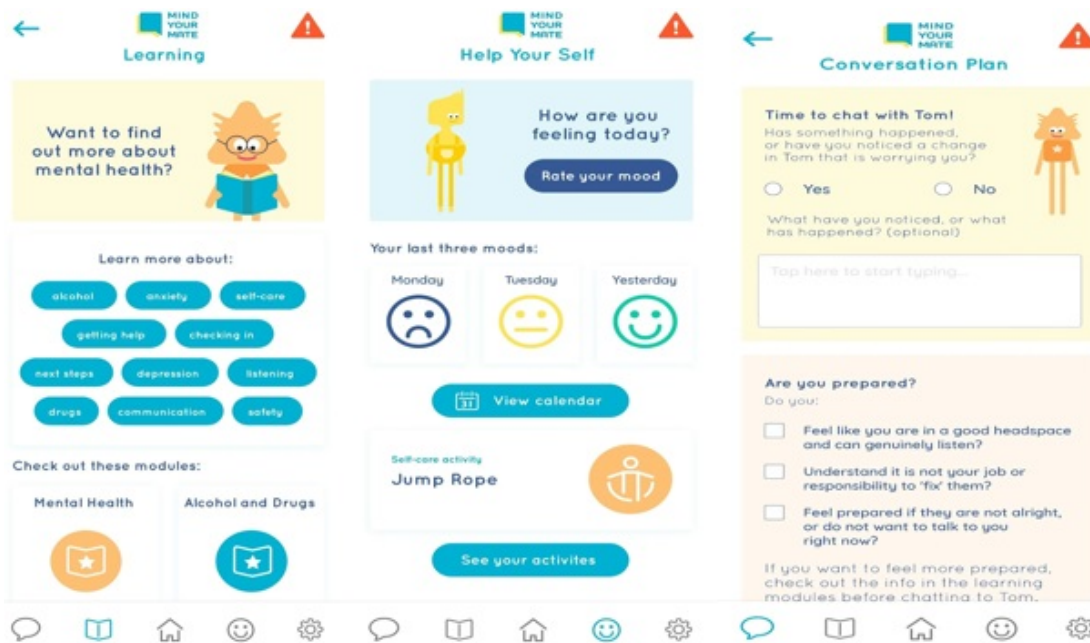 MIND
YOUR
MATE
Learning
Want to find
out more about
mental health?
Learn more about:
alcohol
anxiety
self-care
getting help
checking in
next steps
depression
listening
drugs
communication
safety
Check out these modules:
Mental Health
Alcohol and Drugs
MIND
YOUR
MATE
Help Your Self
How are you
feeling today?
Rate your mood
Your last three moods:
Monday
Tuesday
Yesterday
31
View calendar
Self-care activity
Jump Rope
See your activites
MIND
YOUR
MATE
Conversation Plan
Time to chat with Tom!
Has something happened,
or have you noticed a change
in Tom that is worrying you?
Yes
No
What have you noticed, or what
has happened? (optional)
Tap here to start typing...
Are you prepared?
Do you:
Feel like you are in a good headspace
and can genuinely listen?
Understand it is not your job or
responsibility to 'fix' them?
Feel prepared if they are not alright,
or do not want to talk to you
right now?
If you want to feel more prepared,
check out the info in the learning
modules before chatting to Tom.